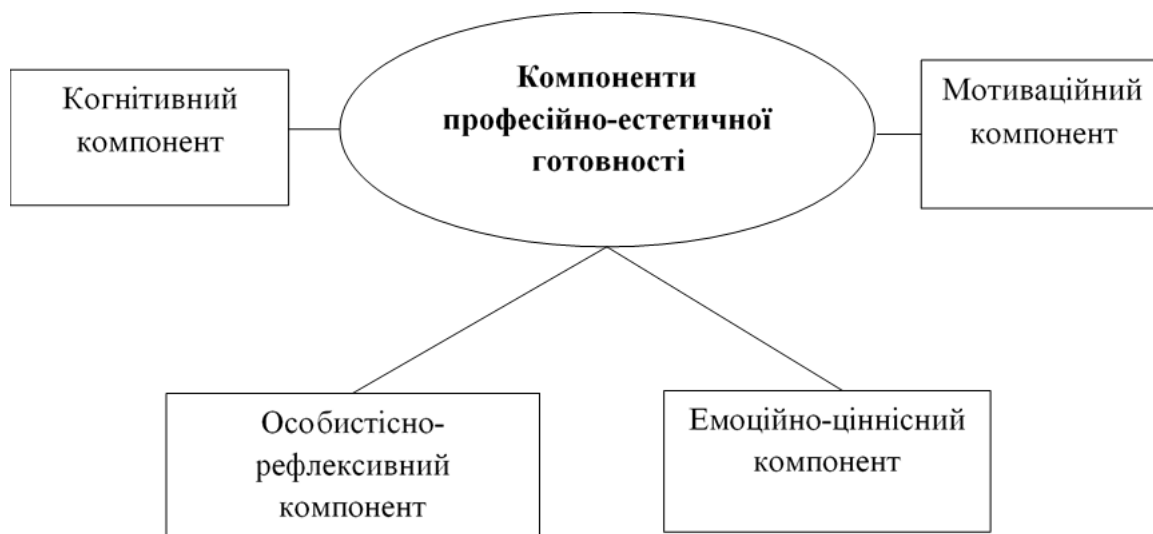 Компоненти
професійно-естетичної
готовності
Когнітивний
компонент
Мотиваційний
компонент
Особистісно-
рефлексивний
компонент
Емоційно-ціннісний
компонент